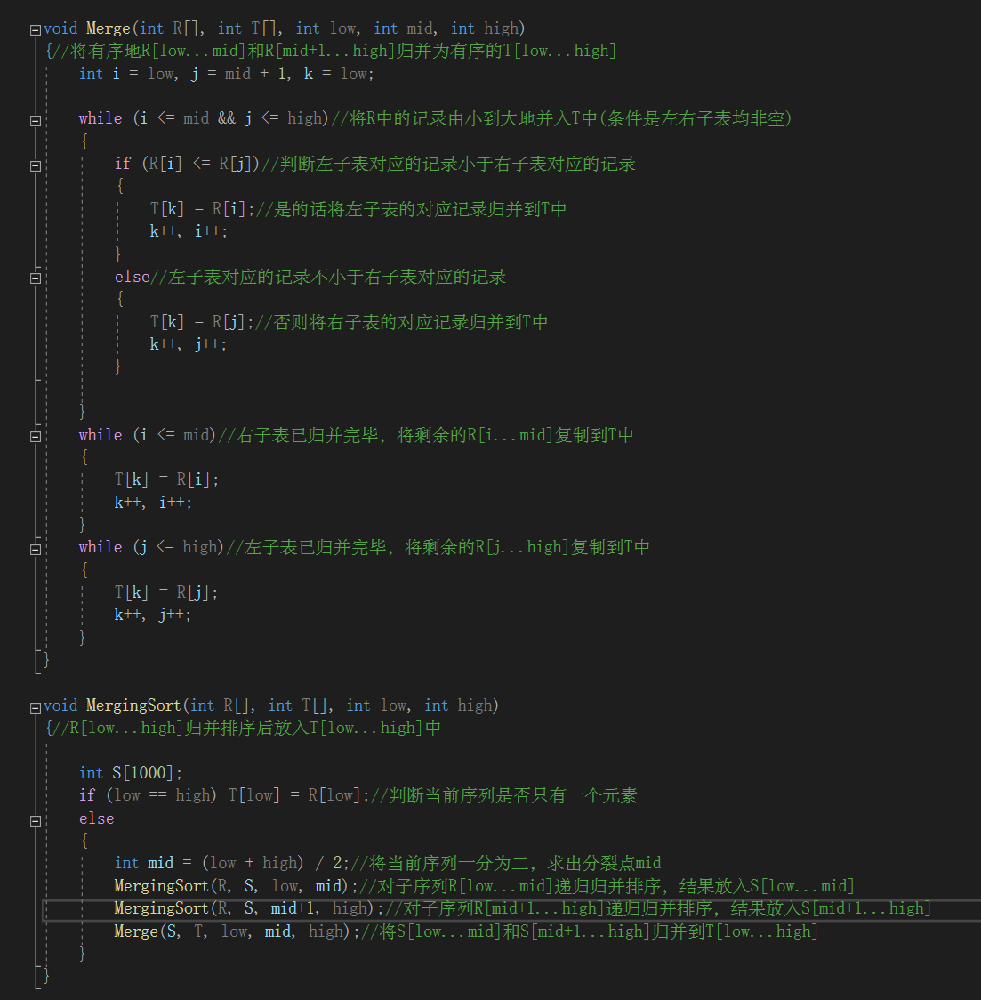 void Merge(int R[], int T[], int low, int mid, int high)
{//将有序地R[low...mid]和R[mid+1...high]归并为有序的T[low...high]
int i = low, j = mid + 1, k = low;
while (i <= mid && j <= high)//将R中的记录由小到大地并入T中(条件是左右子表均非空)
{
if (R[i] <= R[j])//判断左子表对应的记录小于右子表对应的记录
{
T[k] = R[i];//是的话将左子表的对应记录归并到T中
k++, i++;
}
else//左子表对应的记录不小于右子表对应的记录
{
T[k] = R[j];//否则将右子表的对应记录归并到T中
k++, j++;
}
}
while (i <= mid)//右子表已归并完毕，将剩余的R[i...mid]复制到T中
{
T[k] = R[i];
k++, i++;
}
while (j <= high)//左子表已归并完毕，将剩余的R[j...high]复制到T中
{
T[k] = R[j];
k++, j++;
}
}
void MergingSort(int R[], int T[], int low, int high)
{//R[low...high]归并排序后放入T[low...high]中
int S[1000];
if (low == high) T[low] = R[low];//判断当前序列是否只有一个元素
else
{
int mid = (low + high) / 2;//将当前序列一分为二，求出分裂点mid
MergingSort(R, S, low, mid);//对子序列R[low...mid]递归归并排序，结果放入S[low...mid]
MergingSort(R, S, mid+1, high);//对子序列R[mid+1...high]递归归并排序，结果放入S[mid+1...high]
Merge(S, T, low, mid, high);//将S[low...mid]和S[mid+1...high]归并到T[low...high]
}
}